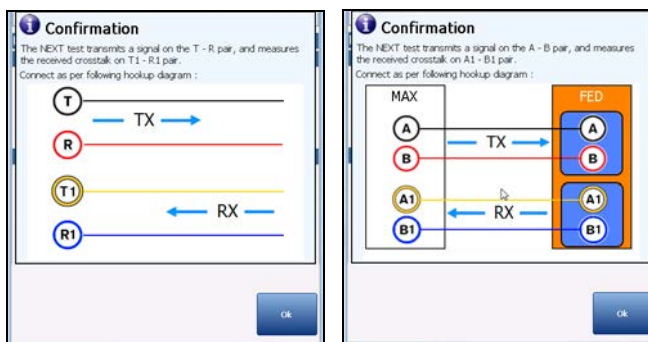 Confirmation
The NEXT test transmits a signal on the T - R pair, and measures
the received crosstalk on T1 - R1 pair.
Connect as per following hookup diagram :
T
TX
R
T1
RX
R1
Ok
Confirmation
The NEXT test transmits a signal on the A - B pair, and measures
the received crosstalk on A1 - B1 pair.
Connect as per following hookup diagram :
MAX FED
A A
TX
B B
A1 A1
RX
B1 B1
Ok